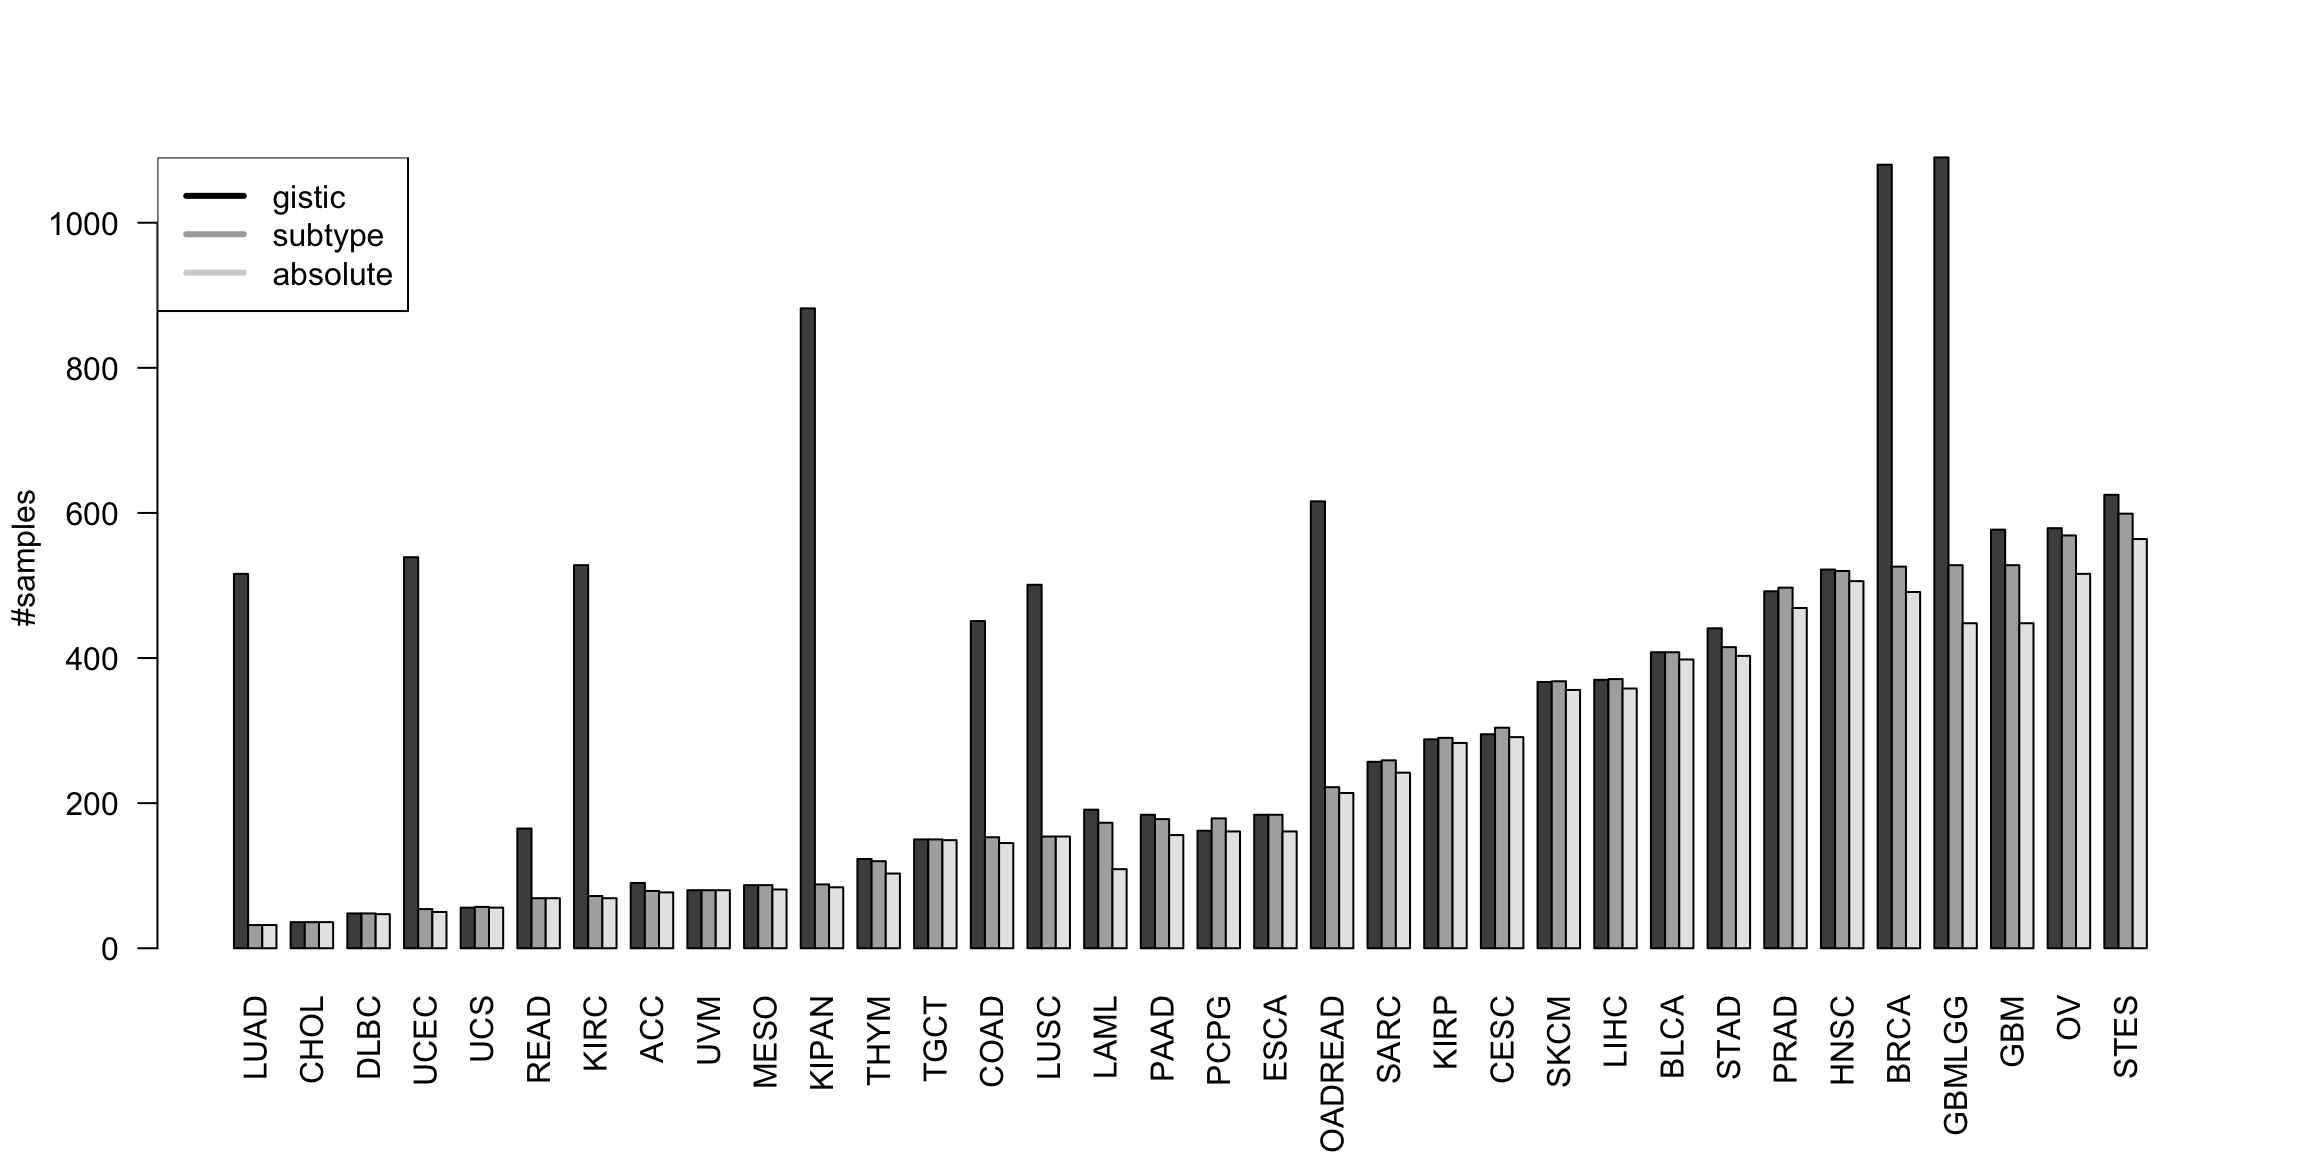 gistic
subtype
absolute
#samples
1000
800
600
400
200
0
LUAD
CHOL
DLBC
UCEC
UCS
READ
KIRC
ACC
UVM
MESO
KIPAN
THYM
TGCT
COAD
LUSC
LAML
PAAD
PCPG
ESCA
OADREAD
SARC
KIRP
CESC
SKCM
LIHC
BLCA
STAD
PRAD
HNSC
BRCA
GBMLGG
GBM
OV
STES